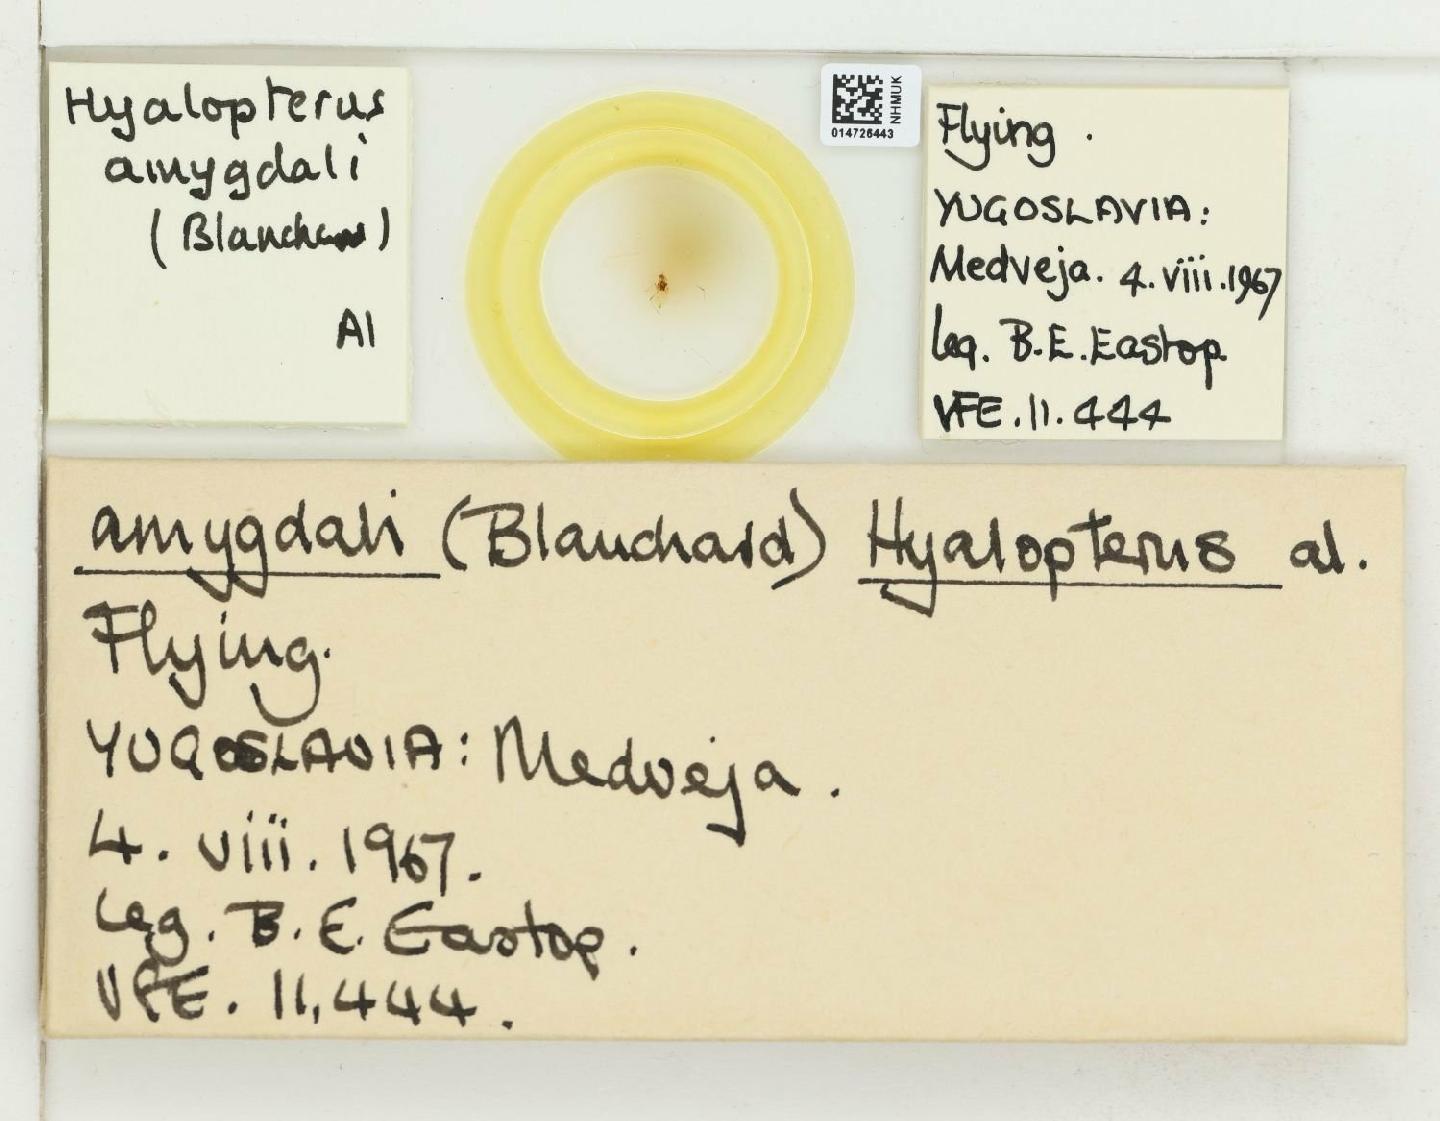 Hyalopterus
amygdali
(Blanchard)
Al
NHMUK
014726443
Flying.
YUGOSLAVIA:
Medveja. 4.viii.1967
leg. B.E.Eastop
VFE.11.444
amygdali (Blanchard) Hyalopterus al.
Flying.
YUGOSLAVIA: Medveja.
4. viii. 1967.
leg. B. E. Eastop.
VFE. 11,444.